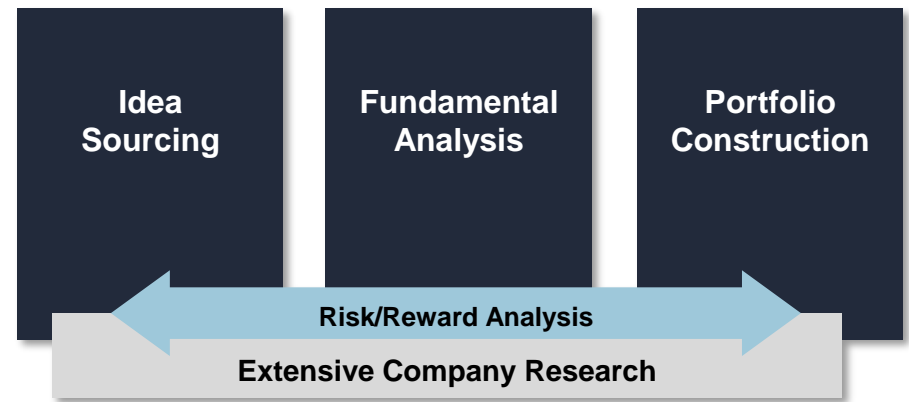 Idea
Sourcing
Fundamental
Analysis
Portfolio
Construction
Risk/Reward Analysis
Extensive Company Research